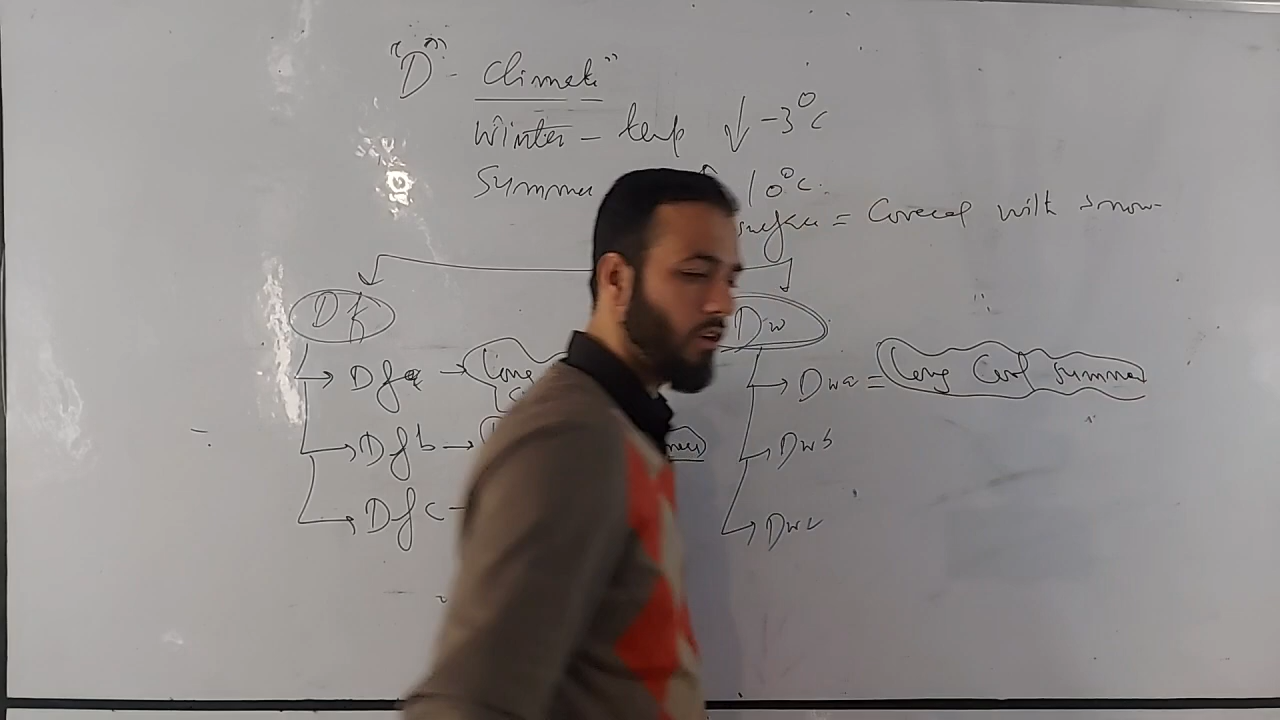 "D" - Climate"
Winter - temp ↓ -3°C
Summer 10°C.
surface = Covered with snow
Df
Dw
Dfa → Long
Dwa = Long Cool Summer
Dfb →
Dwb
Dfc -
Dwc